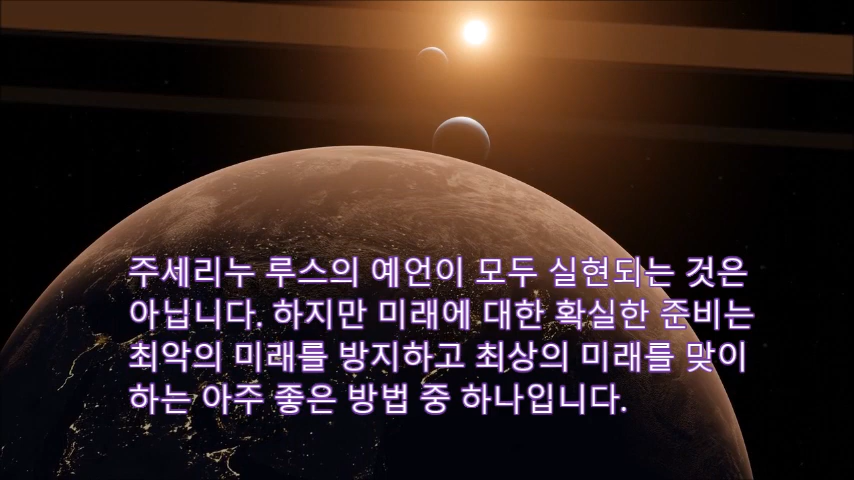 주세리누 루스의 예언이 모두 실현되는 것은
아닙니다. 하지만 미래에 대한 확실한 준비는
최악의 미래를 방지하고 최상의 미래를 맞이
하는 아주 좋은 방법 중 하나입니다.